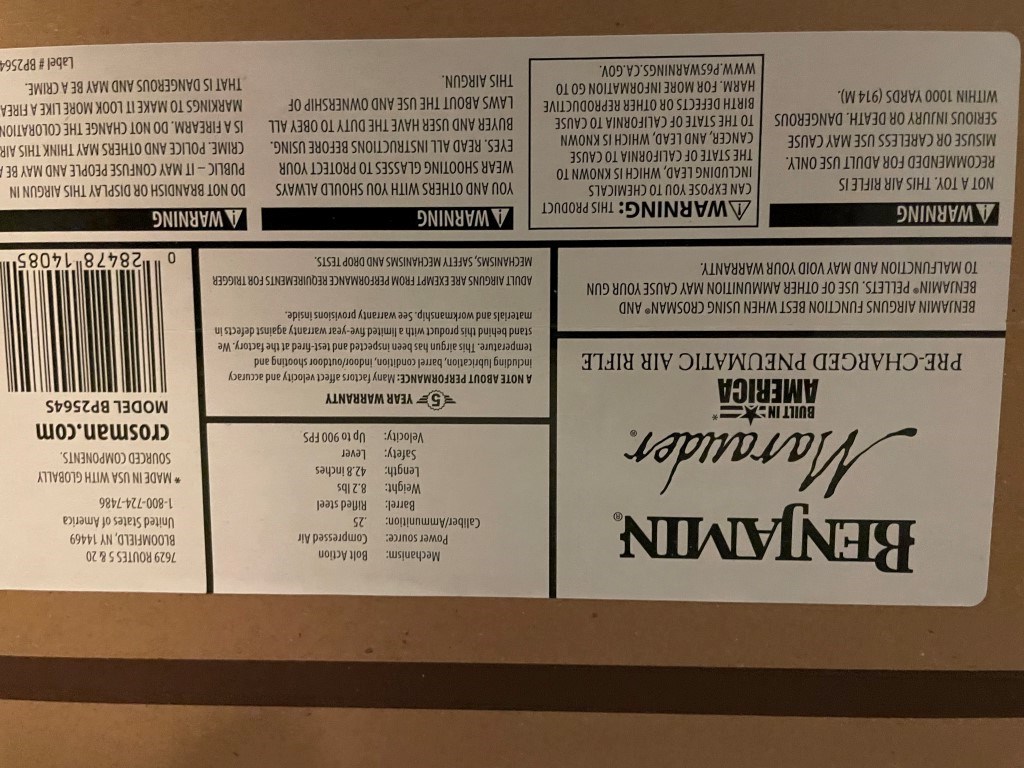 BENJAMIN®
Marauder®
BUILT IN
AMERICA*
PRE-CHARGED PNEUMATIC AIR RIFLE
BENJAMIN AIRGUNS FUNCTION BEST WHEN USING CROSMAN® AND
BENJAMIN® PELLETS. USE OF OTHER AMMUNITION MAY CAUSE YOUR GUN
TO MALFUNCTION AND MAY VOID YOUR WARRANTY.
Mechanism: Bolt Action
Power source: Compressed Air
Caliber/Ammunition: .25
Barrel: Rifled steel
Weight: 8.2 lbs
Length: 42.8 inches
Safety: Lever
Velocity: Up to 900 FPS
5 YEAR WARRANTY
A NOTE ABOUT PERFORMANCE: Many factors affect velocity and accuracy
including lubrication, barrel condition, indoor/outdoor shooting and
temperature. This airgun has been inspected and test-fired at the factory. We
stand behind this product with a limited five-year warranty against defects in
materials and workmanship. See warranty provisions inside.
ADULT AIRGUNS ARE EXEMPT FROM PERFORMANCE REQUIREMENTS FOR TRIGGER
MECHANISMS, SAFETY MECHANISMS AND DROP TESTS.
7629 ROUTES 5 & 20
BLOOMFIELD, NY 14469
United States of America
1-800-724-7486
* MADE IN USA WITH GLOBALLY
SOURCED COMPONENTS.
crosman.com
MODEL BP2564S
0 28478 14085
WARNING
NOT A TOY. THIS AIR RIFLE IS
RECOMMENDED FOR ADULT USE ONLY.
MISUSE OR CARELESS USE MAY CAUSE
SERIOUS INJURY OR DEATH. DANGEROUS
WITHIN 1000 YARDS (914 M).
WARNING: THIS PRODUCT
CAN EXPOSE YOU TO CHEMICALS
INCLUDING LEAD, WHICH IS KNOWN TO
THE STATE OF CALIFORNIA TO CAUSE
CANCER, AND LEAD, WHICH IS KNOWN
TO THE STATE OF CALIFORNIA TO CAUSE
BIRTH DEFECTS OR OTHER REPRODUCTIVE
HARM. FOR MORE INFORMATION GO TO
WWW.P65WARNINGS.CA.GOV.
WARNING
YOU AND OTHERS WITH YOU SHOULD ALWAYS
WEAR SHOOTING GLASSES TO PROTECT YOUR
EYES. READ ALL INSTRUCTIONS BEFORE USING.
BUYER AND USER HAVE THE DUTY TO OBEY ALL
LAWS ABOUT THE USE AND OWNERSHIP OF
THIS AIRGUN.
WARNING
DO NOT BRANDISH OR DISPLAY THIS AIRGUN IN
PUBLIC – IT MAY CONFUSE PEOPLE AND MAY BE A
CRIME. POLICE AND OTHERS MAY THINK THIS
IS A FIREARM. DO NOT CHANGE THE COLORATION
MARKINGS TO MAKE IT LOOK MORE LIKE A
THAT IS DANGEROUS AND MAY BE A CRIME.
Label # BP2564